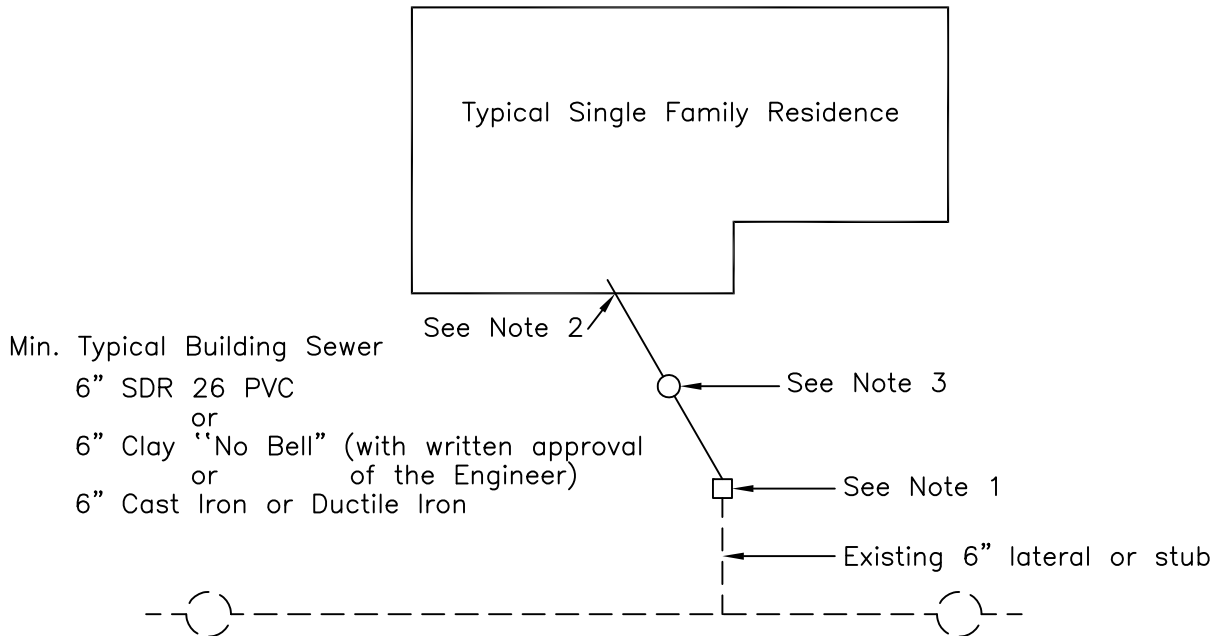 Typical Single Family Residence
See Note 2
Min. Typical Building Sewer
6” SDR 26 PVC
or
6” Clay ‘‘No Bell” (with written approval
or of the Engineer)
6” Cast Iron or Ductile Iron
See Note 3
See Note 1
Existing 6” lateral or stub